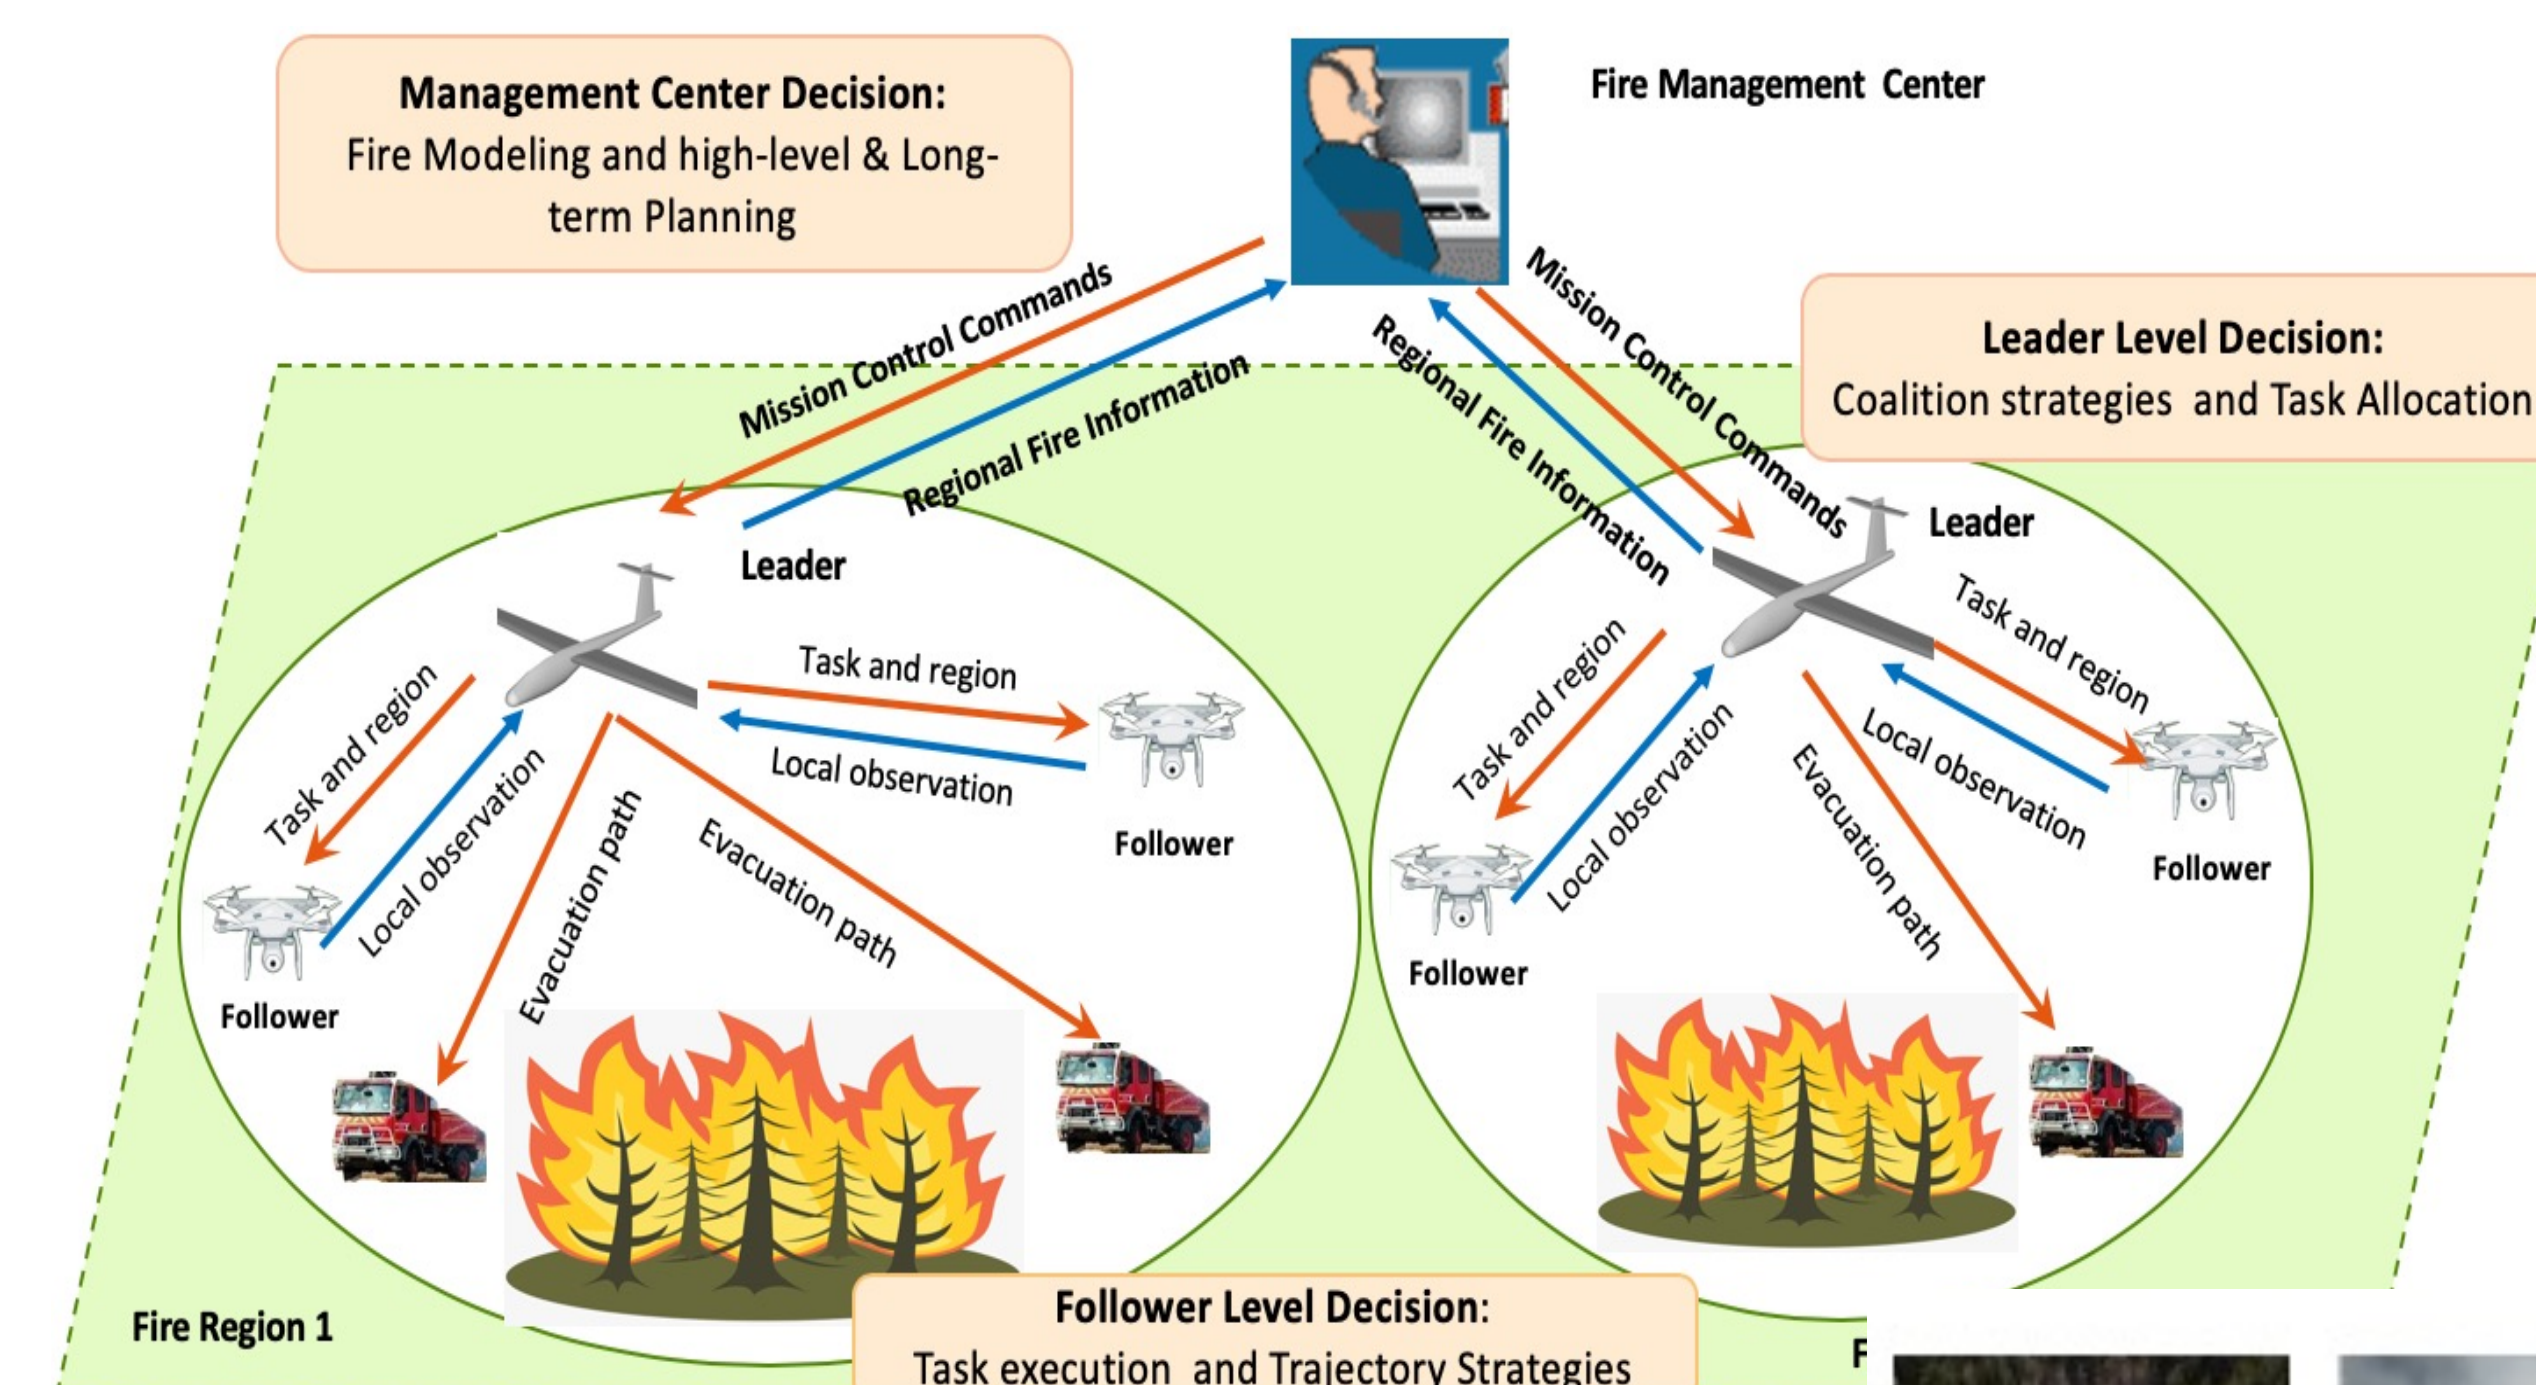 Fire Management Center
Management Center Decision:
Fire Modeling and high-level & Long-
term Planning
Mission Control Commands
Regional Fire Information
Mission Control Commands
Regional Fire Information
Leader Level Decision:
Coalition strategies and Task Allocation
Leader
Task and region
Local observation
Task and region
Local observation
Evacuation path
Evacuation path
Follower
Follower
Leader
Task and region
Local observation
Task and region
Local observation
Evacuation path
Follower
Follower
Fire Region 1
Follower Level Decision:
Task execution and Trajectory Strategies